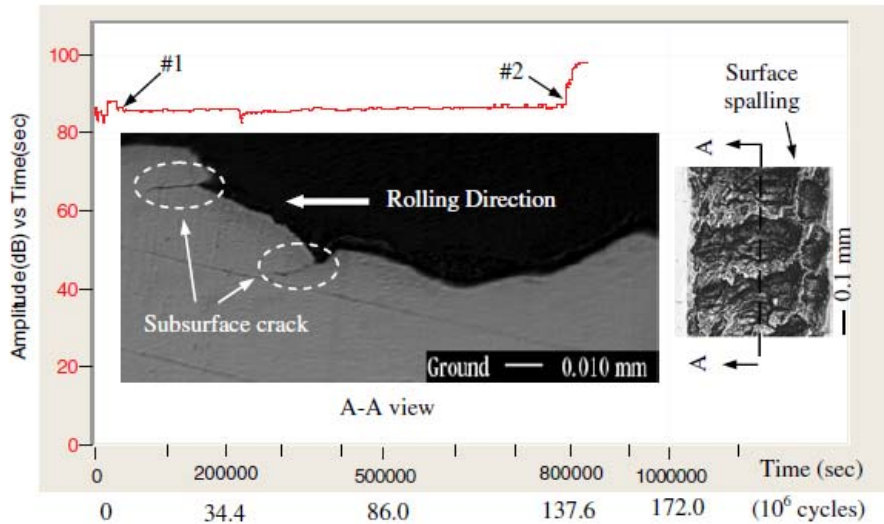 Amplitude(dB) vs Time(sec)
100
80
60
40
20
0
#1
#2
Surface
spalling
Rolling Direction
Subsurface crack
Ground — 0.010 mm
A-A view
A
A
0.1 mm
0 200000 500000 800000 1000000 Time (sec)
0 34.4 86.0 137.6 172.0 (10⁶ cycles)